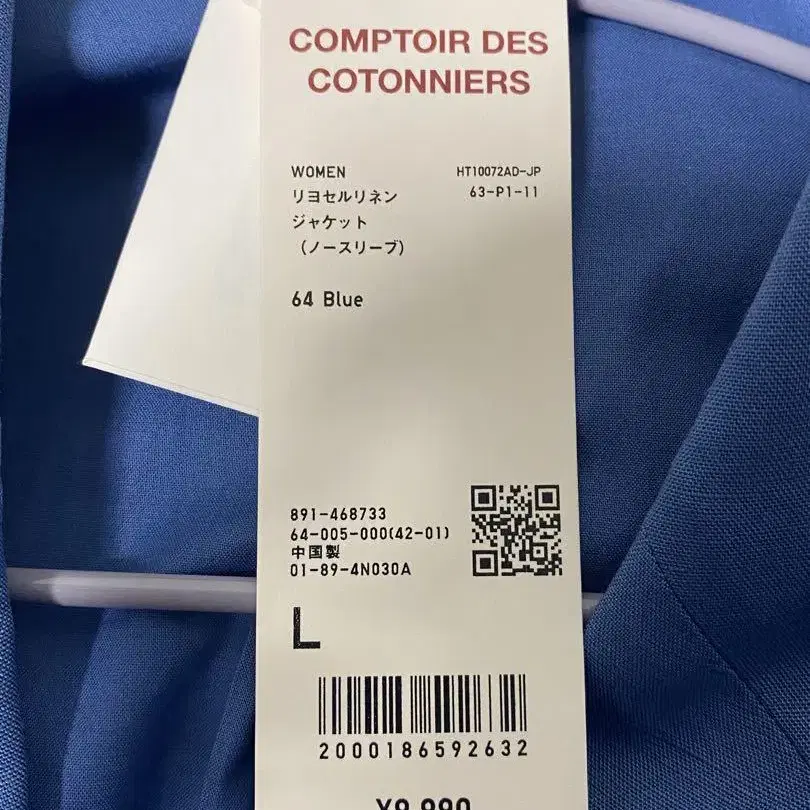 COMPTOIR DES
COTONNIERS
WOMEN HT10072AD-JP
リヨセルリネン 63-P1-11
ジャケット
（ノースリーブ）
64 Blue
891-468733
64-005-000(42-01)
中国製
01-89-4N030A
L
2000186592632